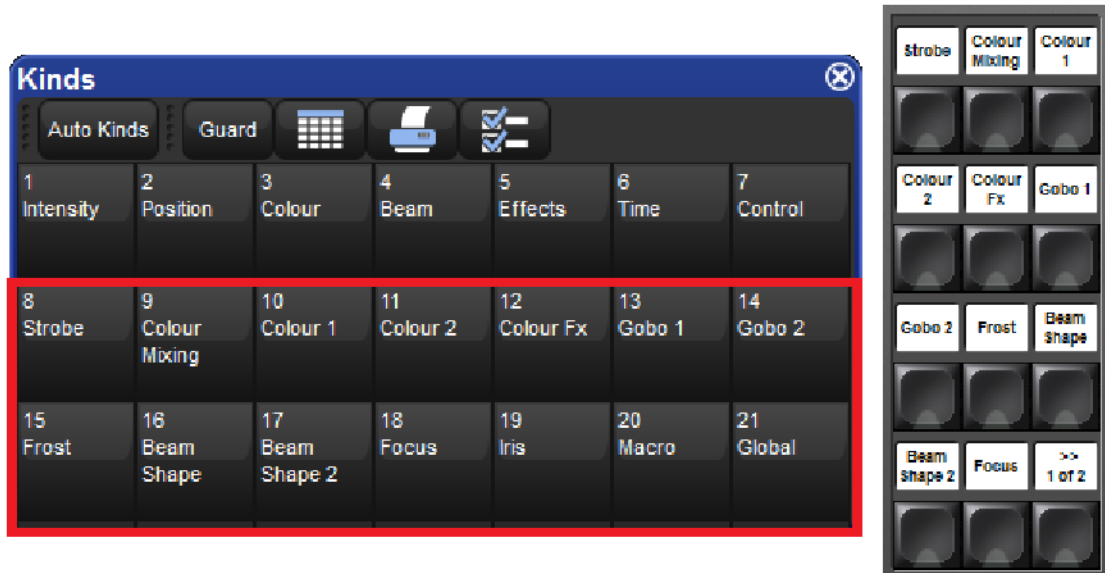 Kinds
Auto Kinds
Guard
1
Intensity
2
Position
3
Colour
4
Beam
5
Effects
6
Time
7
Control
8
Strobe
9
Colour
Mixing
10
Colour 1
11
Colour 2
12
Colour Fx
13
Gobo 1
14
Gobo 2
15
Frost
16
Beam
Shape
17
Beam
Shape 2
18
Focus
19
Iris
20
Macro
21
Global
Strobe
Colour
Mixing
Colour
1
Colour
2
Colour
Fx
Gobo 1
Gobo 2
Frost
Beam
Shape
Beam
Shape 2
Focus
>>
1 of 2